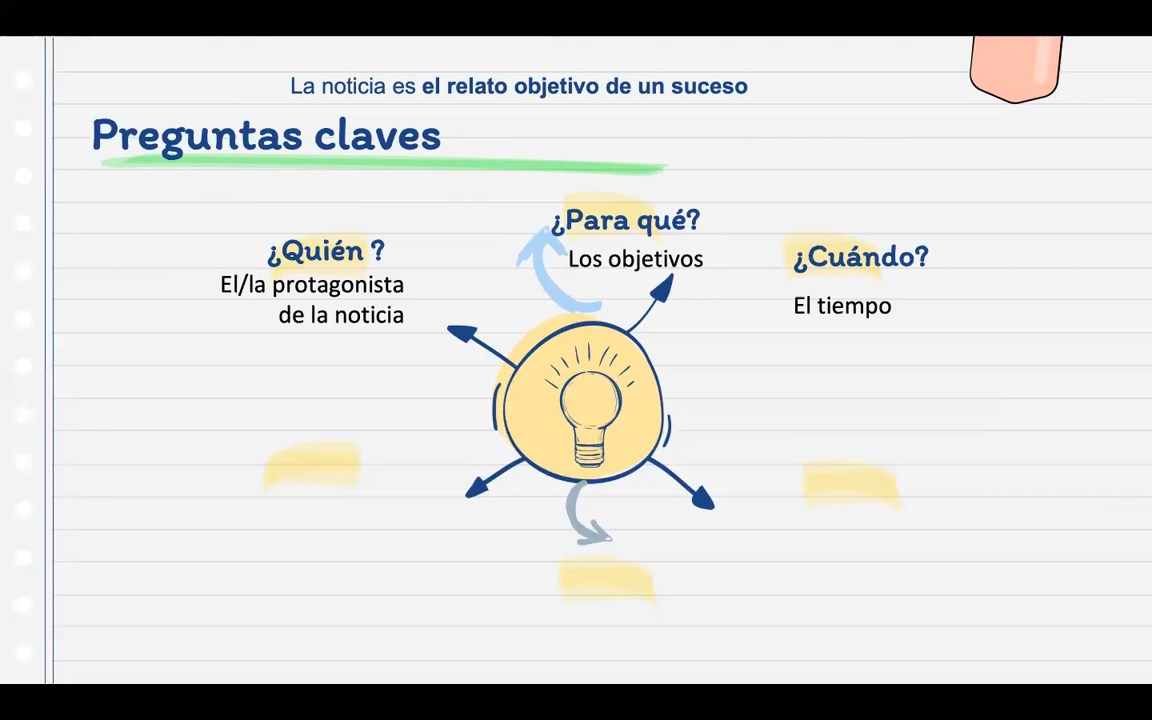 La noticia es el relato objetivo de un suceso
Preguntas claves
¿Quién ?
El/la protagonista
de la noticia
¿Para qué?
Los objetivos
¿Cuándo?
El tiempo